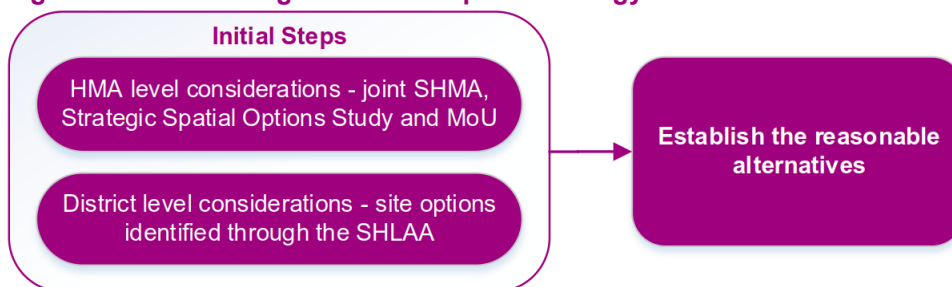 Initial Steps
HMA level considerations - joint SHMA,
Strategic Spatial Options Study and MoU
District level considerations - site options
identified through the SHLAA
Establish the reasonable
alternatives